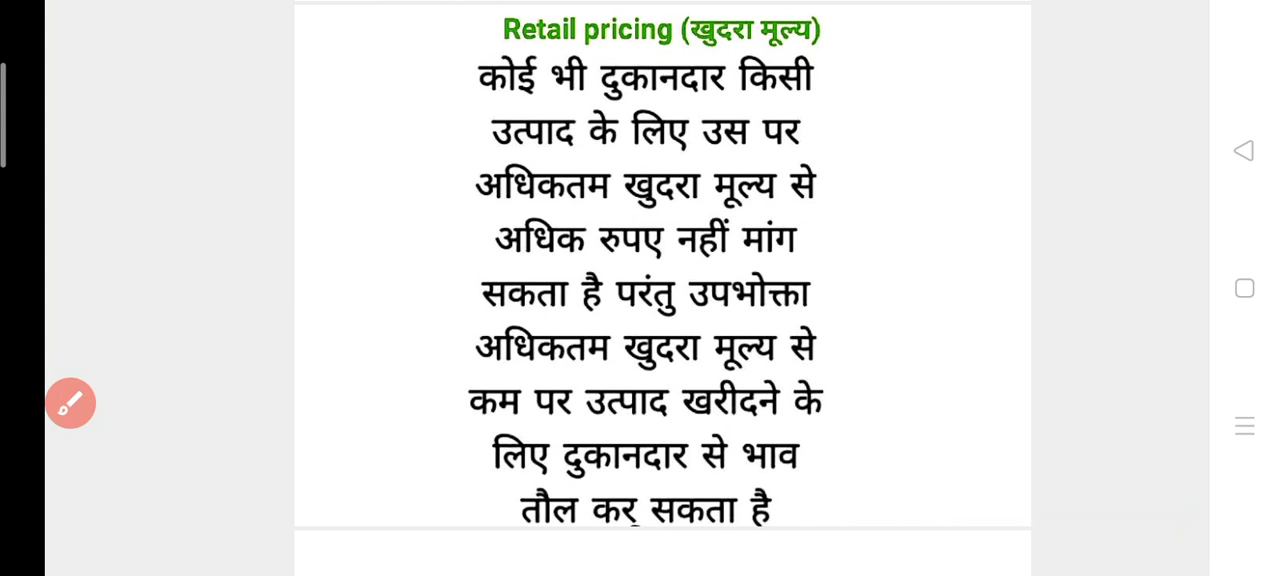 Retail pricing (खुदरा मूल्य)
कोई भी दुकानदार किसी
उत्पाद के लिए उस पर
अधिकतम खुदरा मूल्य से
अधिक रुपए नहीं मांग
सकता है परंतु उपभोक्ता
अधिकतम खुदरा मूल्य से
कम पर उत्पाद खरीदने के
लिए दुकानदार से भाव
तौल कर सकता है